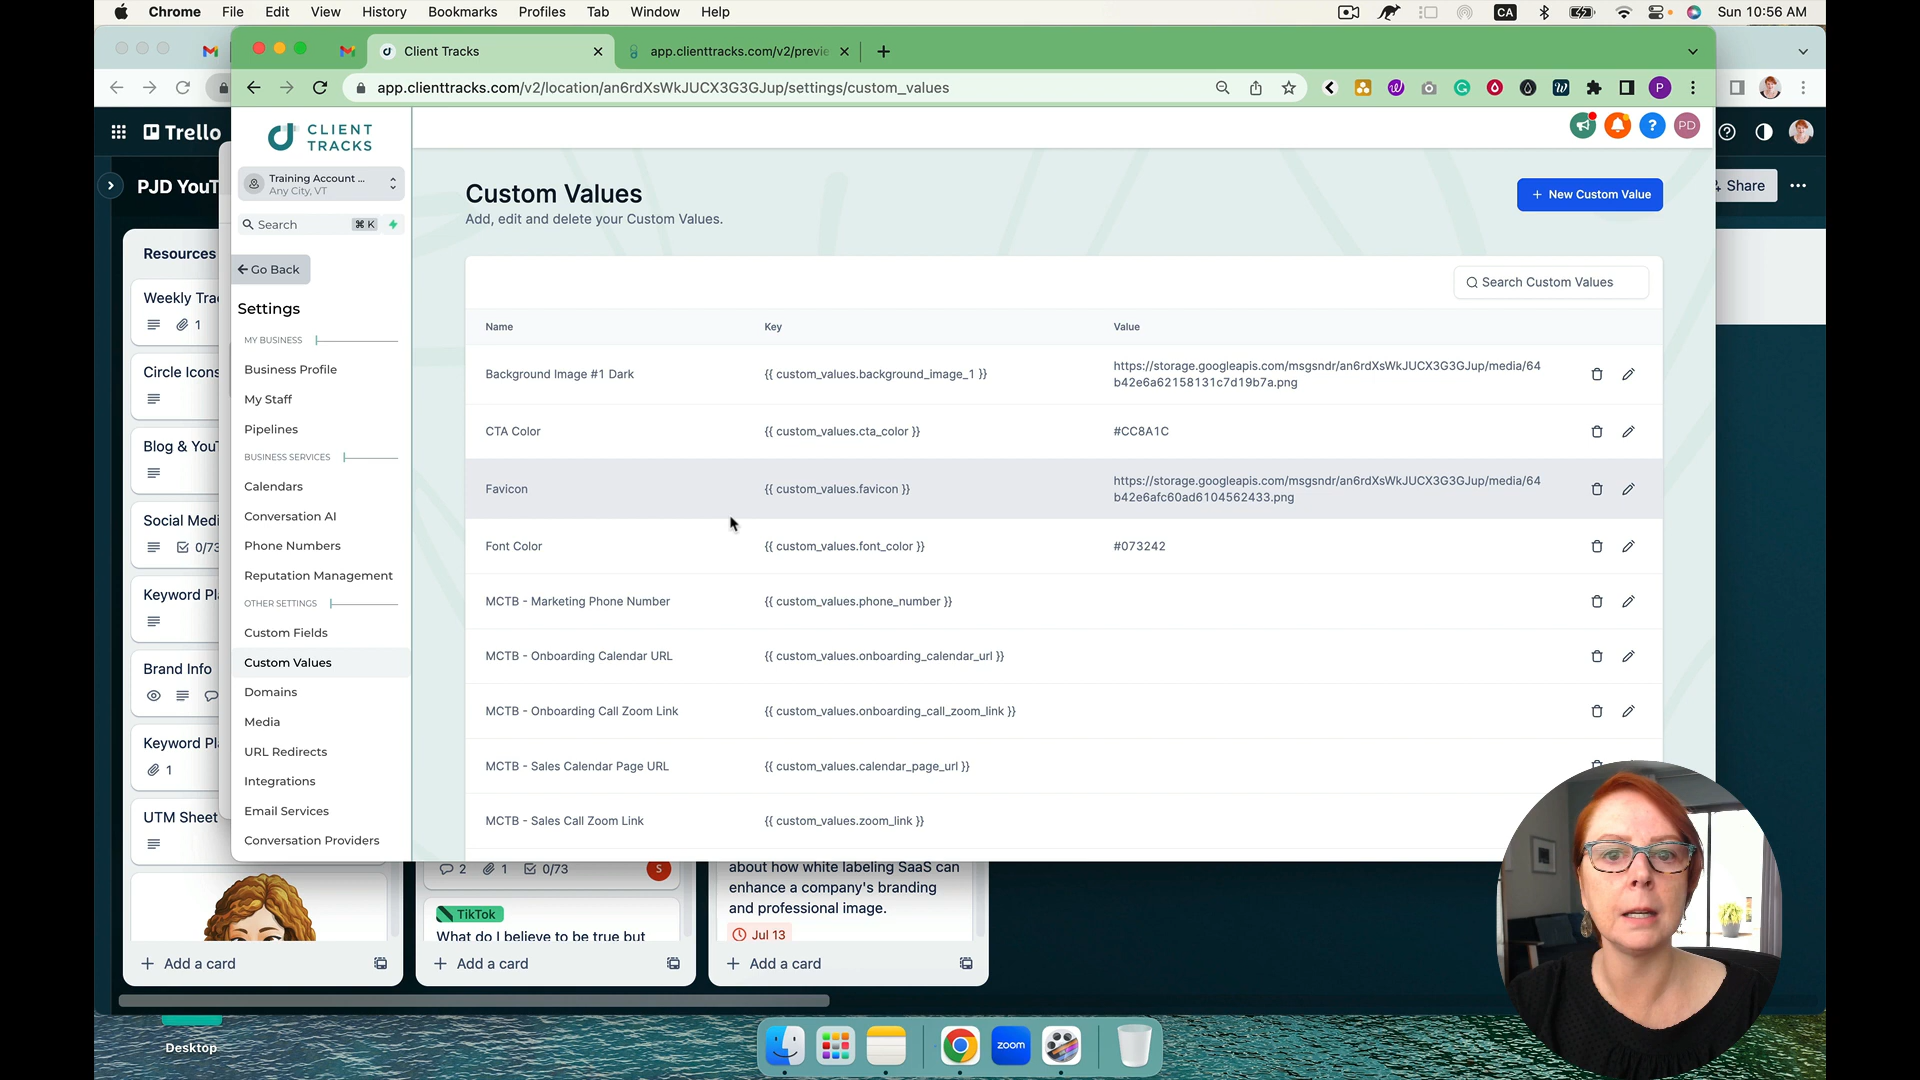 Chrome File Edit View History Bookmarks Profiles Tab Window Help CA Sun 10:56 AM
Client Tracks app.clienttracks.com/v2/previe
app.clienttracks.com/v2/location/an6rdXsWkJUCX3G3GJup/settings/custom_values P
CLIENT
TRACKS
PD
Trello
Training Account ...
Any City, VT
PJD YouT
Share
Search ⌘ K
Go Back
Settings
MY BUSINESS
Business Profile
My Staff
Pipelines
BUSINESS SERVICES
Calendars
Conversation AI
Phone Numbers
Reputation Management
OTHER SETTINGS
Custom Fields
Custom Values
Domains
Media
URL Redirects
Integrations
Email Services
Conversation Providers
Custom Values
Add, edit and delete your Custom Values.
+ New Custom Value
Search Custom Values
Name Key Value
Background Image #1 Dark {{ custom_values.background_image_1 }} https://storage.googleapis.com/msgsndr/an6rdXsWkJUCX3G3GJup/media/64
b42e6a62158131c7d19b7a.png
CTA Color {{ custom_values.cta_color }} #CC8A1C
Favicon {{ custom_values.favicon }} https://storage.googleapis.com/msgsndr/an6rdXsWkJUCX3G3GJup/media/64
b42e6afc60ad6104562433.png
Font Color {{ custom_values.font_color }} #073242
MCTB - Marketing Phone Number {{ custom_values.phone_number }}
MCTB - Onboarding Calendar URL {{ custom_values.onboarding_calendar_url }}
MCTB - Onboarding Call Zoom Link {{ custom_values.onboarding_call_zoom_link }}
MCTB - Sales Calendar Page URL {{ custom_values.calendar_page_url }}
MCTB - Sales Call Zoom Link {{ custom_values.zoom_link }}
Resources
Weekly Tra
1
Circle Icons
Blog & YouT
Social Medi
0/73
Keyword Pl
Brand Info
Keyword Pl
1
UTM Sheet
+ Add a card
2 1 0/73 S
TikTok
What do I believe to be true but
+ Add a card
about how white labeling SaaS can
enhance a company's branding
and professional image.
Jul 13
+ Add a card
Desktop
zoom